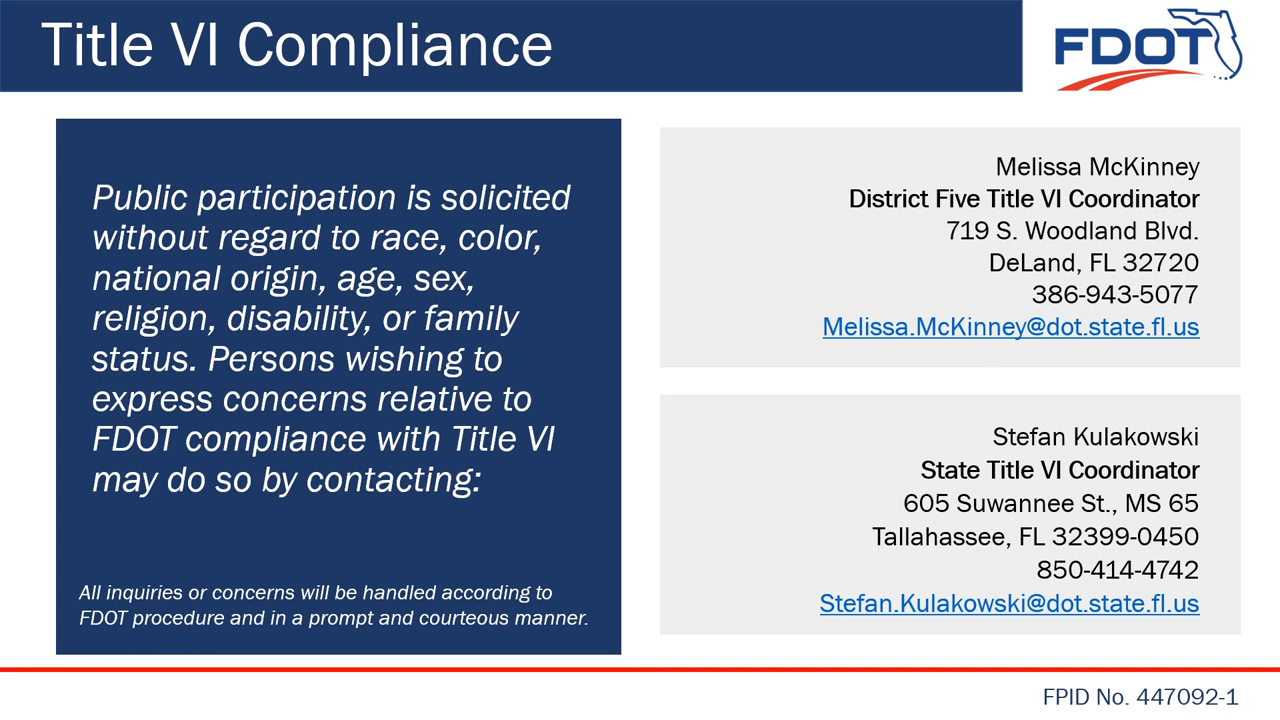 Title VI Compliance
FDOT
Public participation is solicited
without regard to race, color,
national origin, age, sex,
religion, disability, or family
status. Persons wishing to
express concerns relative to
FDOT compliance with Title VI
may do so by contacting:
All inquiries or concerns will be handled according to
FDOT procedure and in a prompt and courteous manner.
Melissa McKinney
District Five Title VI Coordinator
719 S. Woodland Blvd.
DeLand, FL 32720
386-943-5077
Melissa.McKinney@dot.state.fl.us
Stefan Kulakowski
State Title VI Coordinator
605 Suwannee St., MS 65
Tallahassee, FL 32399-0450
850-414-4742
Stefan.Kulakowski@dot.state.fl.us
FPID No. 447092-1